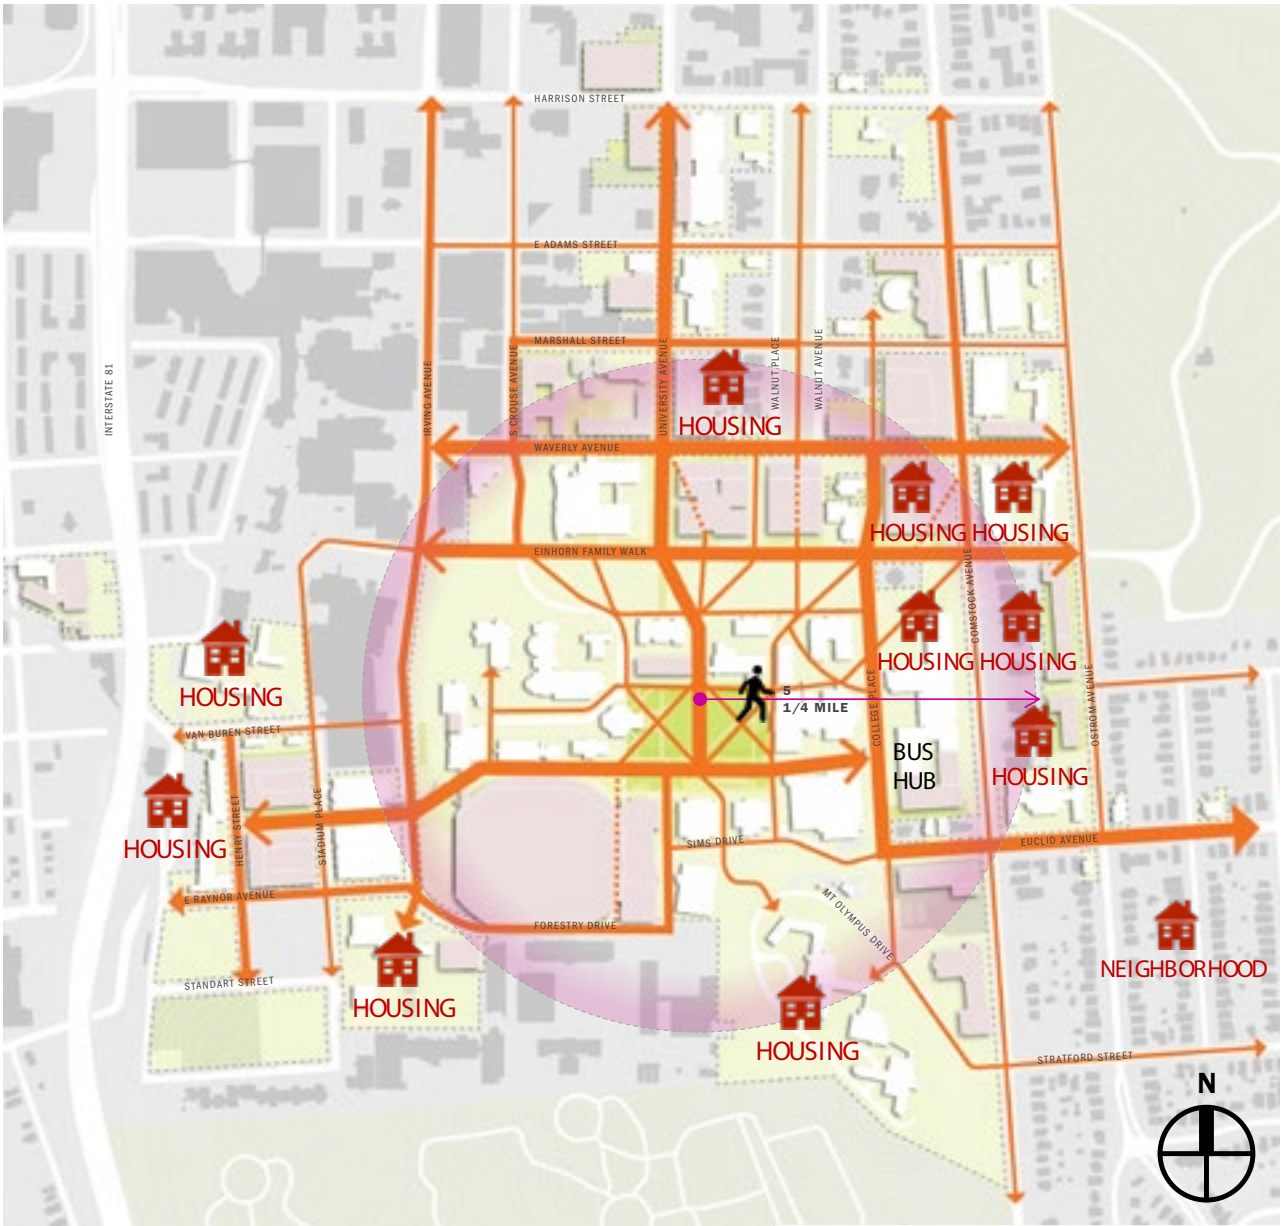 HARRISON STREET
E ADAMS STREET
MARSHALL STREET
INTERSTATE 81
IRVING AVENUE
S CROUSE AVENUE
UNIVERSITY AVENUE
WALNUT PLACE
WALNUT AVENUE
HOUSING
WAVERLY AVENUE
HOUSING
HOUSING
EINHORN FAMILY WALK
COMSTOCK AVENUE
HOUSING
HOUSING
HOUSING
5
1/4 MILE
COLLEGE PLACE
OSTROM AVENUE
VAN BUREN STREET
BUS
HUB
HOUSING
HOUSING
HENRY STREET
STADIUM PLACE
SIMS DRIVE
EUCLID AVENUE
E RAYNOR AVENUE
FORESTRY DRIVE
MT OLYMPUS DRIVE
NEIGHBORHOOD
STANDART STREET
HOUSING
HOUSING
STRATFORD STREET
N